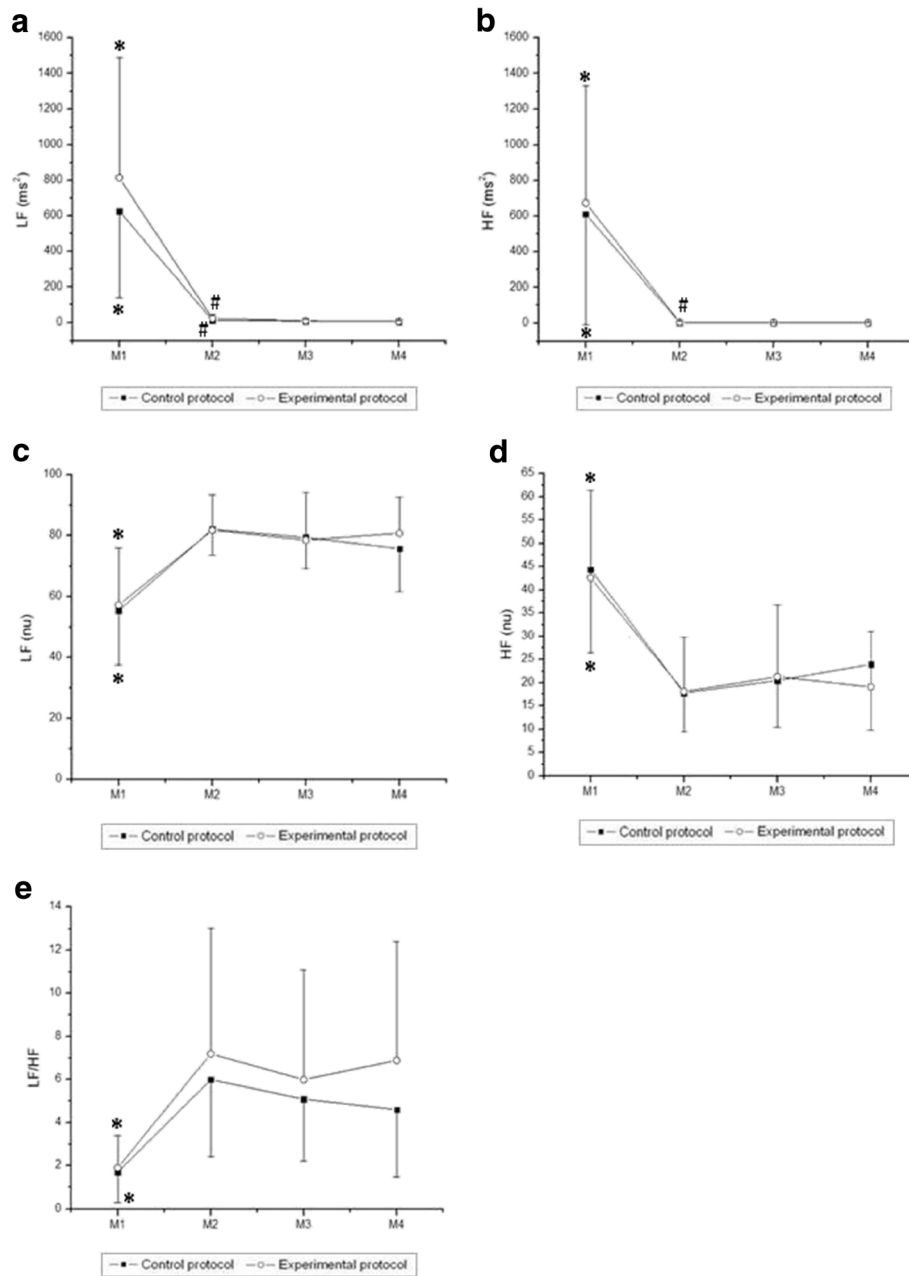 a
*
1600
1400
1200
1000
800
600
400
200
0
LF (ms²)
*
#
#
M1 M2 M3 M4
Control protocol Experimental protocol
b
*
1600
1400
1200
1000
800
600
400
200
0
HF (ms²)
*
#
M1 M2 M3 M4
Control protocol Experimental protocol
c
100
80
60
40
20
0
LF (nu)
*
*
M1 M2 M3 M4
Control protocol Experimental protocol
d
65
60
55
50
45
40
35
30
25
20
15
10
5
0
HF (nu)
*
*
M1 M2 M3 M4
Control protocol Experimental protocol
e
14
12
10
8
6
4
2
0
LF/HF
*
*
M1 M2 M3 M4
Control protocol Experimental protocol